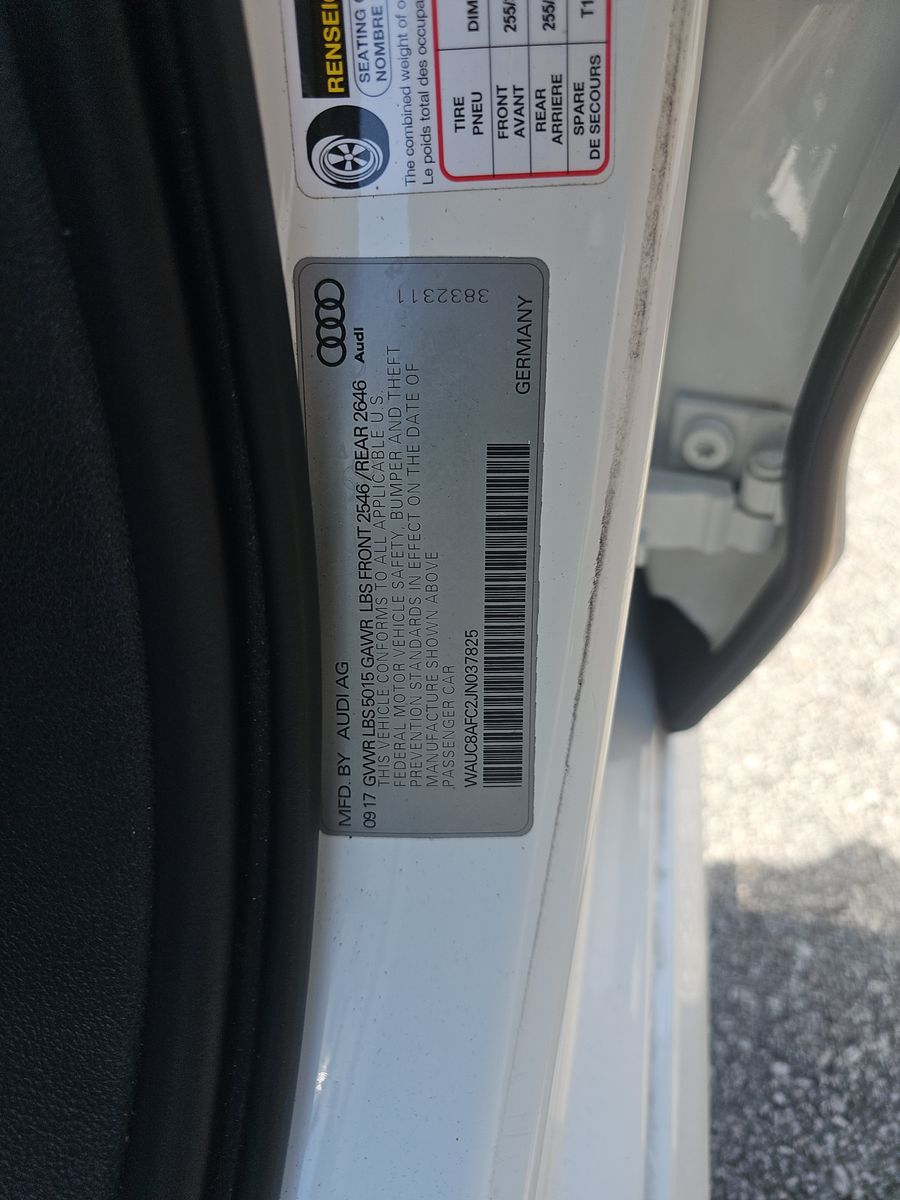 RENSEIG
SEATING C
NOMBRE
The combined weight of o
Le poids total des occupa
TIRE DIM
PNEU
FRONT 255/
AVANT
REAR 255/
ARRIERE
SPARE T1
DE SECOURS
Audi
3832311
MFD. BY AUDI AG
09 17 GVWR LBS 5015 GAWR LBS FRONT 2546 / REAR 2646
THIS VEHICLE CONFORMS TO ALL APPLICABLE U.S.
FEDERAL MOTOR VEHICLE SAFETY, BUMPER AND THEFT
PREVENTION STANDARDS IN EFFECT ON THE DATE OF
MANUFACTURE SHOWN ABOVE
PASSENGER CAR
WAUC8AFC2JN037825
GERMANY